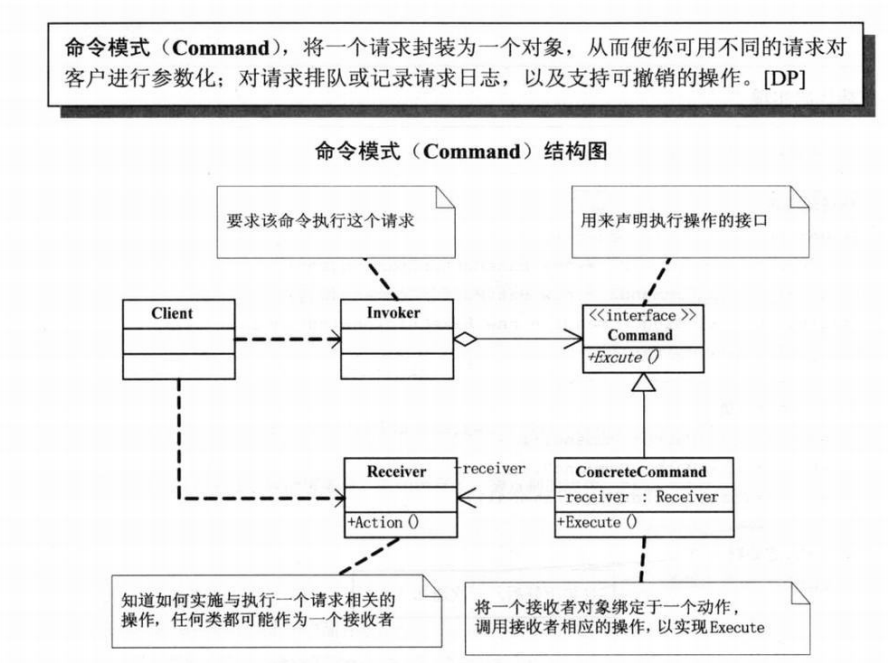 命令模式（Command），将一个请求封装为一个对象，从而使你可用不同的请求对
客户进行参数化；对请求排队或记录请求日志，以及支持可撤销的操作。[DP]
命令模式（Command）结构图
要求该命令执行这个请求
用来声明执行操作的接口
Client
Invoker
<<interface >>
Command
+Excute ()
Receiver
-receiver
ConcreteCommand
-receiver : Receiver
+Action ()
+Execute ()
知道如何实施与执行一个请求相关的
操作，任何类都可能作为一个接收者
将一个接收者对象绑定于一个动作，
调用接收者相应的操作，以实现Execute